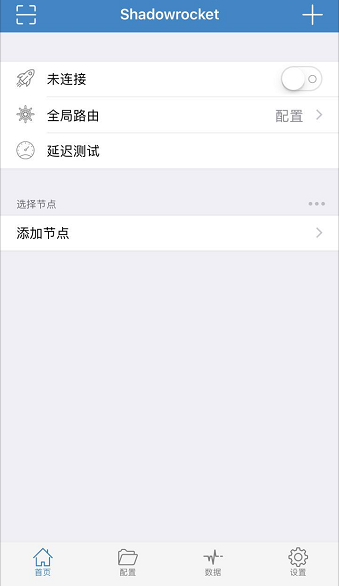 Shadowrocket
未连接
全局路由 配置
延迟测试
选择节点
添加节点
首页 配置 数据 设置